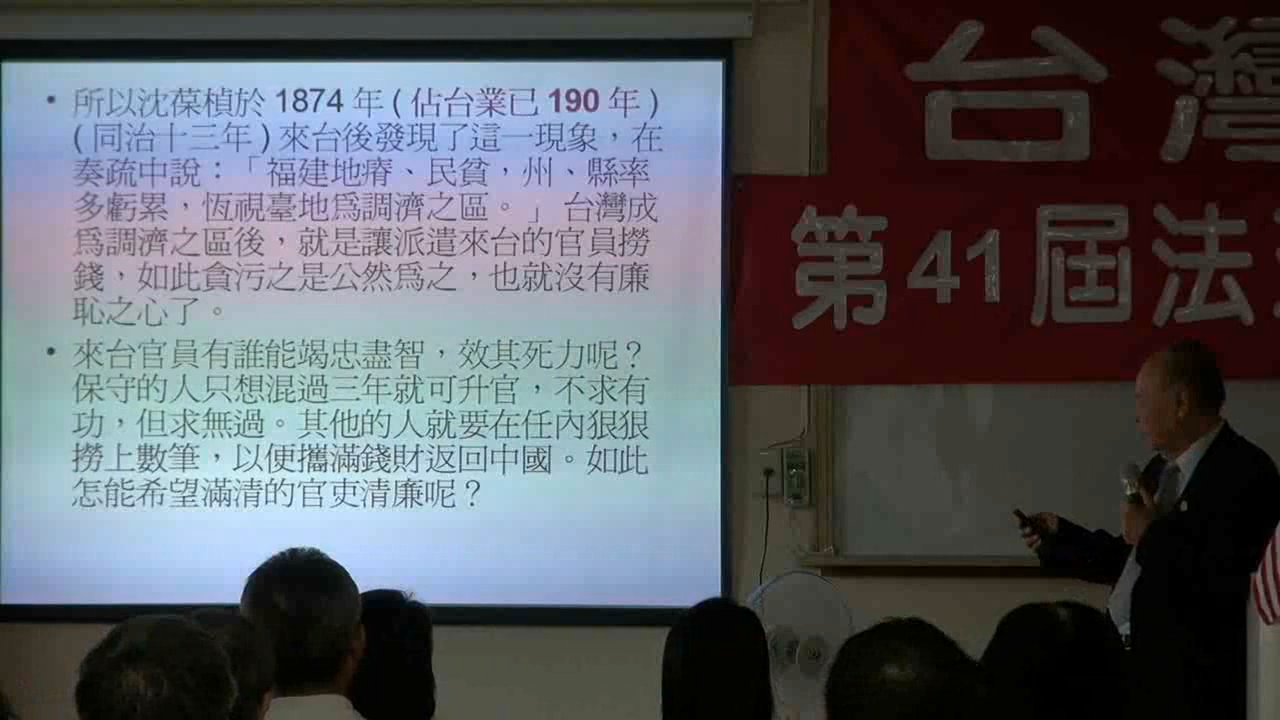 • 所以沈葆楨於 1874 年 ( 佔台業已 190 年 )
( 同治十三年 ) 來台後發現了這一現象，在
奏疏中說：「福建地瘠、民貧，州、縣率
多虧累，恆視臺地爲調濟之區。」台灣成
爲調濟之區後，就是讓派遣來台的官員撈
錢，如此貪污之是公然爲之，也就沒有廉
恥之心了。
• 來台官員有誰能竭忠盡智，效其死力呢？
保守的人只想混過三年就可升官，不求有
功，但求無過。其他的人就要在任內狠狠
撈上數筆，以便攜滿錢財返回中國。如此
怎能希望滿清的官吏清廉呢？
台灣
第41屆法